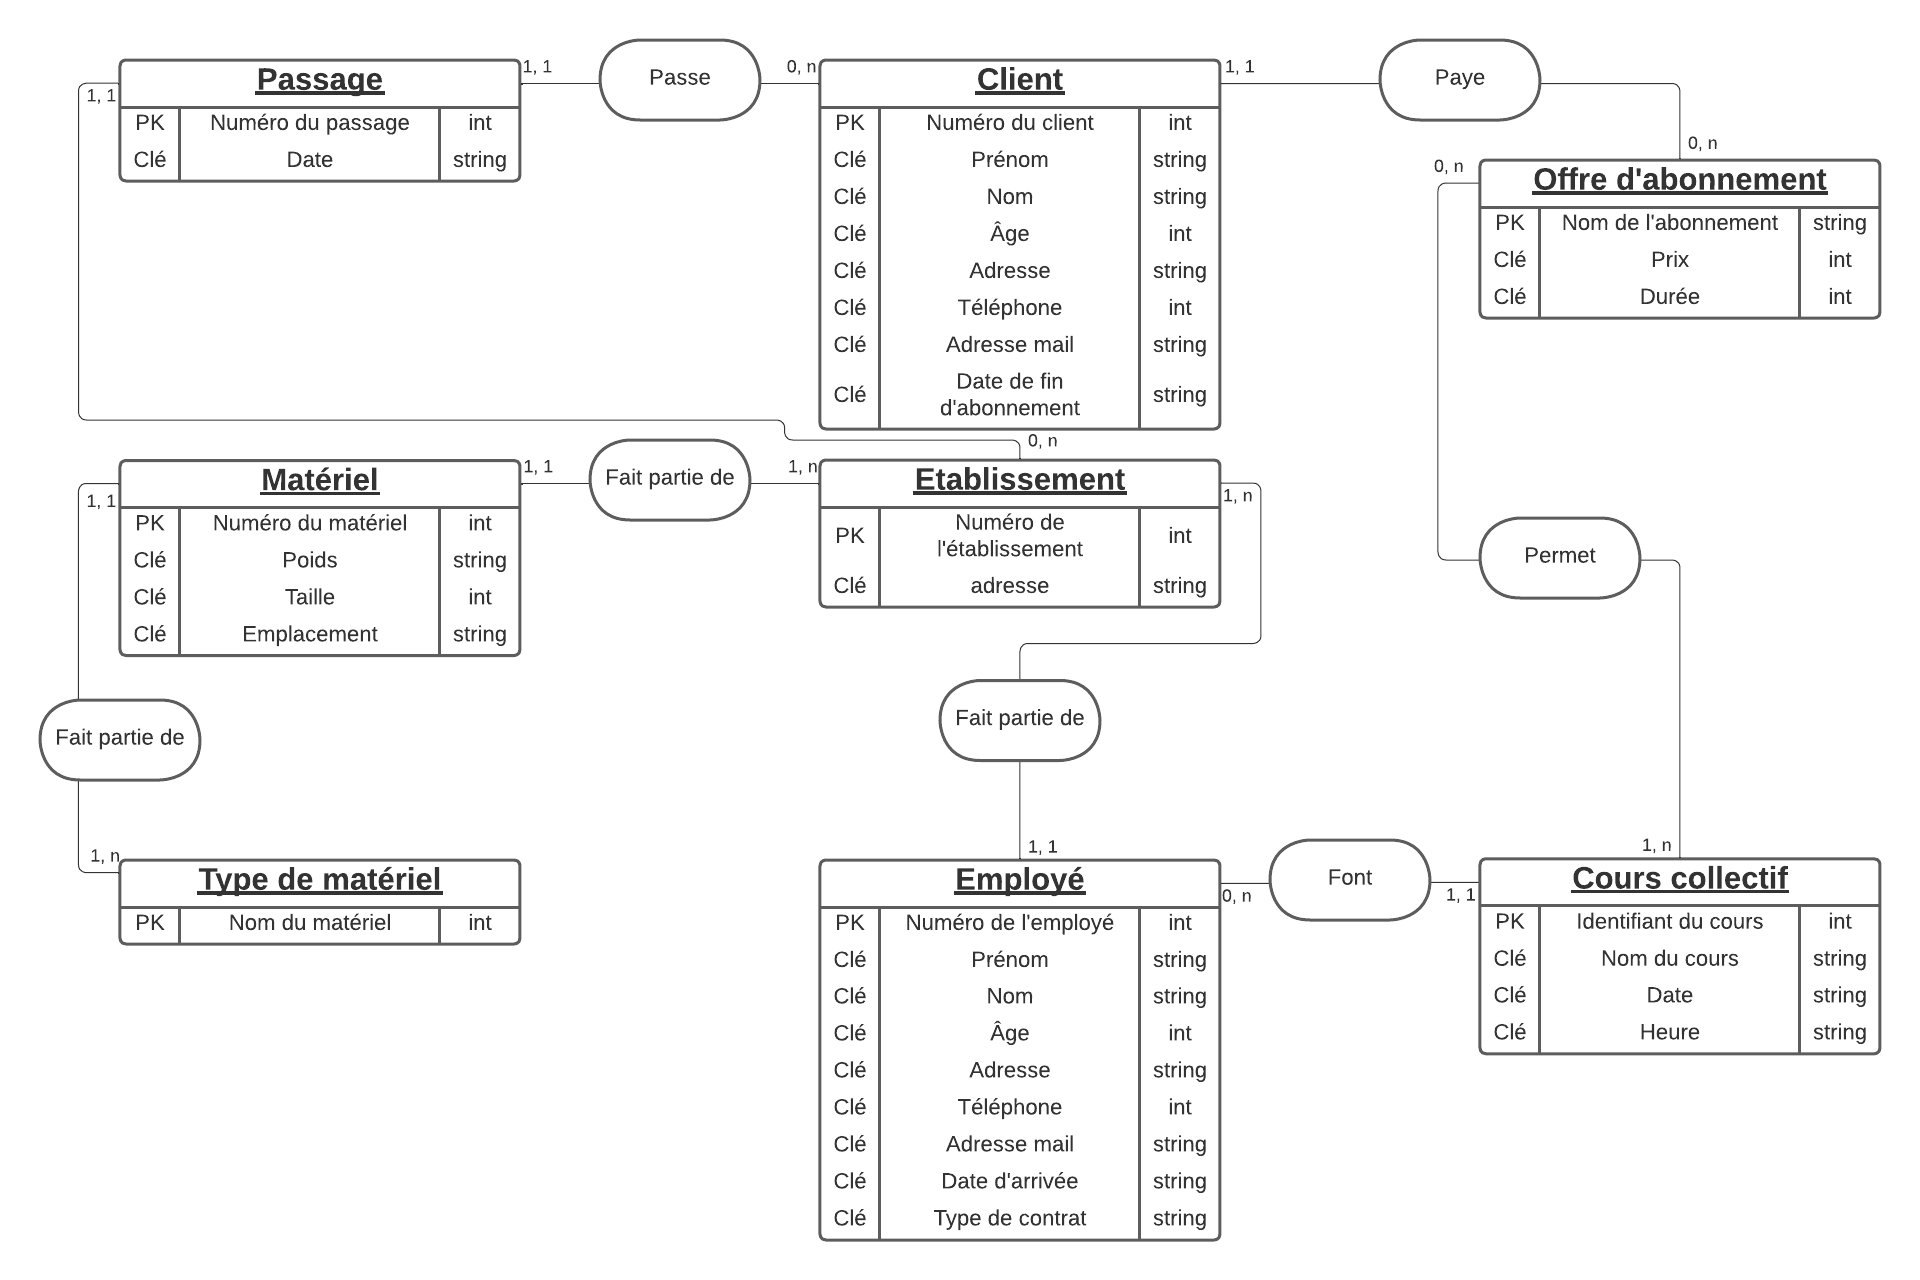 Passage
PK Numéro du passage int
Clé Date string
1, 1
1, 1
Passe
0, n
Client
PK Numéro du client int
Clé Prénom string
Clé Nom string
Clé Âge int
Clé Adresse string
Clé Téléphone int
Clé Adresse mail string
Clé Date de fin
d'abonnement string
1, 1
Paye
0, n
0, n
Offre d'abonnement
PK Nom de l'abonnement string
Clé Prix int
Clé Durée int
0, n
Matériel
PK Numéro du matériel int
Clé Poids string
Clé Taille int
Clé Emplacement string
1, 1
1, 1
Fait partie de
1, n
Etablissement
PK Numéro de
l'établissement int
Clé adresse string
1, n
Permet
Fait partie de
Fait partie de
1, n
Type de matériel
PK Nom du matériel int
1, 1
Employé
PK Numéro de l'employé int
Clé Prénom string
Clé Nom string
Clé Âge int
Clé Adresse string
Clé Téléphone int
Clé Adresse mail string
Clé Date d'arrivée string
Clé Type de contrat string
0, n
Font
1, 1
1, n
Cours collectif
PK Identifiant du cours int
Clé Nom du cours string
Clé Date string
Clé Heure string